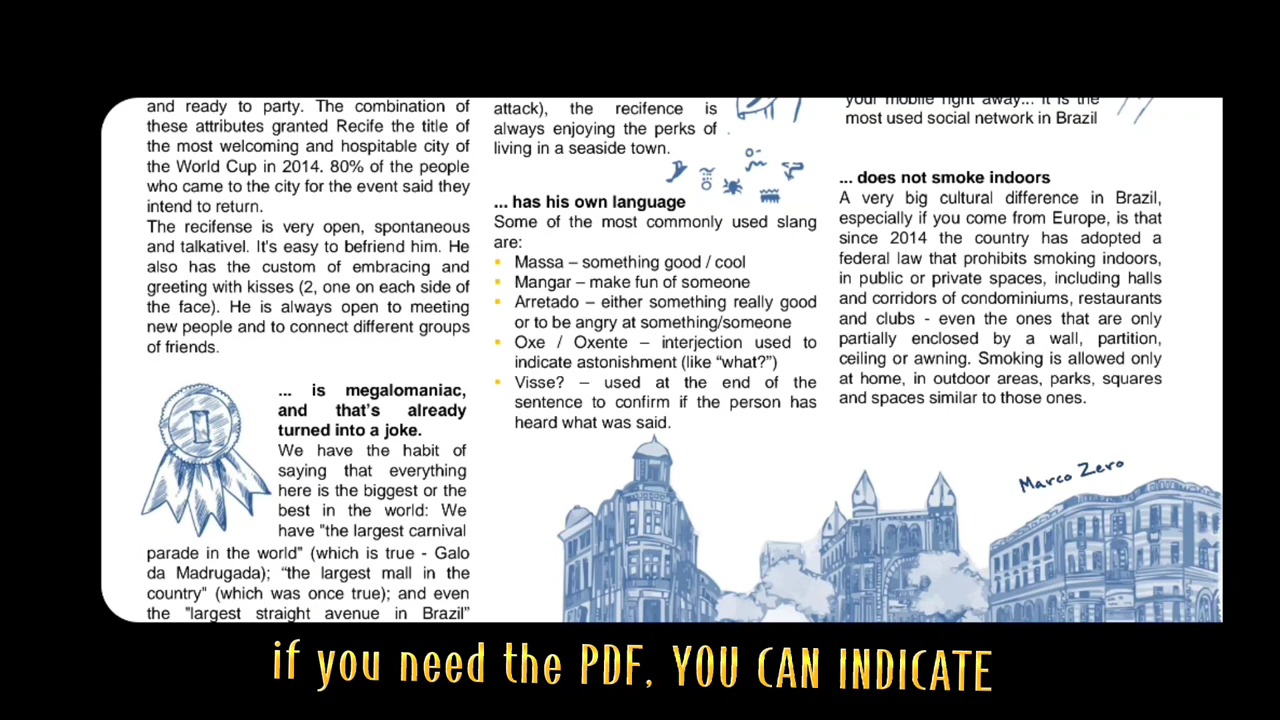 and ready to party. The combination of
these attributes granted Recife the title of
the most welcoming and hospitable city of
the World Cup in 2014. 80% of the people
who came to the city for the event said they
intend to return.
The recifense is very open, spontaneous
and talkativel. It's easy to befriend him. He
also has the custom of embracing and
greeting with kisses (2, one on each side of
the face). He is always open to meeting
new people and to connect different groups
of friends.
... is megalomaniac,
and that's already
turned into a joke.
We have the habit of
saying that everything
here is the biggest or the
best in the world: We
have "the largest carnival
parade in the world" (which is true - Galo
da Madrugada); "the largest mall in the
country" (which was once true); and even
the "largest straight avenue in Brazil"
attack), the recifence is
always enjoying the perks of
living in a seaside town.
... has his own language
Some of the most commonly used slang
are:
▪ Massa – something good / cool
▪ Mangar – make fun of someone
▪ Arretado – either something really good
or to be angry at something/someone
▪ Oxe / Oxente – interjection used to
indicate astonishment (like “what?”)
▪ Visse? – used at the end of the
sentence to confirm if the person has
heard what was said.
your mobile right away... It is the
most used social network in Brazil
... does not smoke indoors
A very big cultural difference in Brazil,
especially if you come from Europe, is that
since 2014 the country has adopted a
federal law that prohibits smoking indoors,
in public or private spaces, including halls
and corridors of condominiums, restaurants
and clubs - even the ones that are only
partially enclosed by a wall, partition,
ceiling or awning. Smoking is allowed only
at home, in outdoor areas, parks, squares
and spaces similar to those ones.
Marco Zero
if you need the PDF, YOU CAN INDICATE